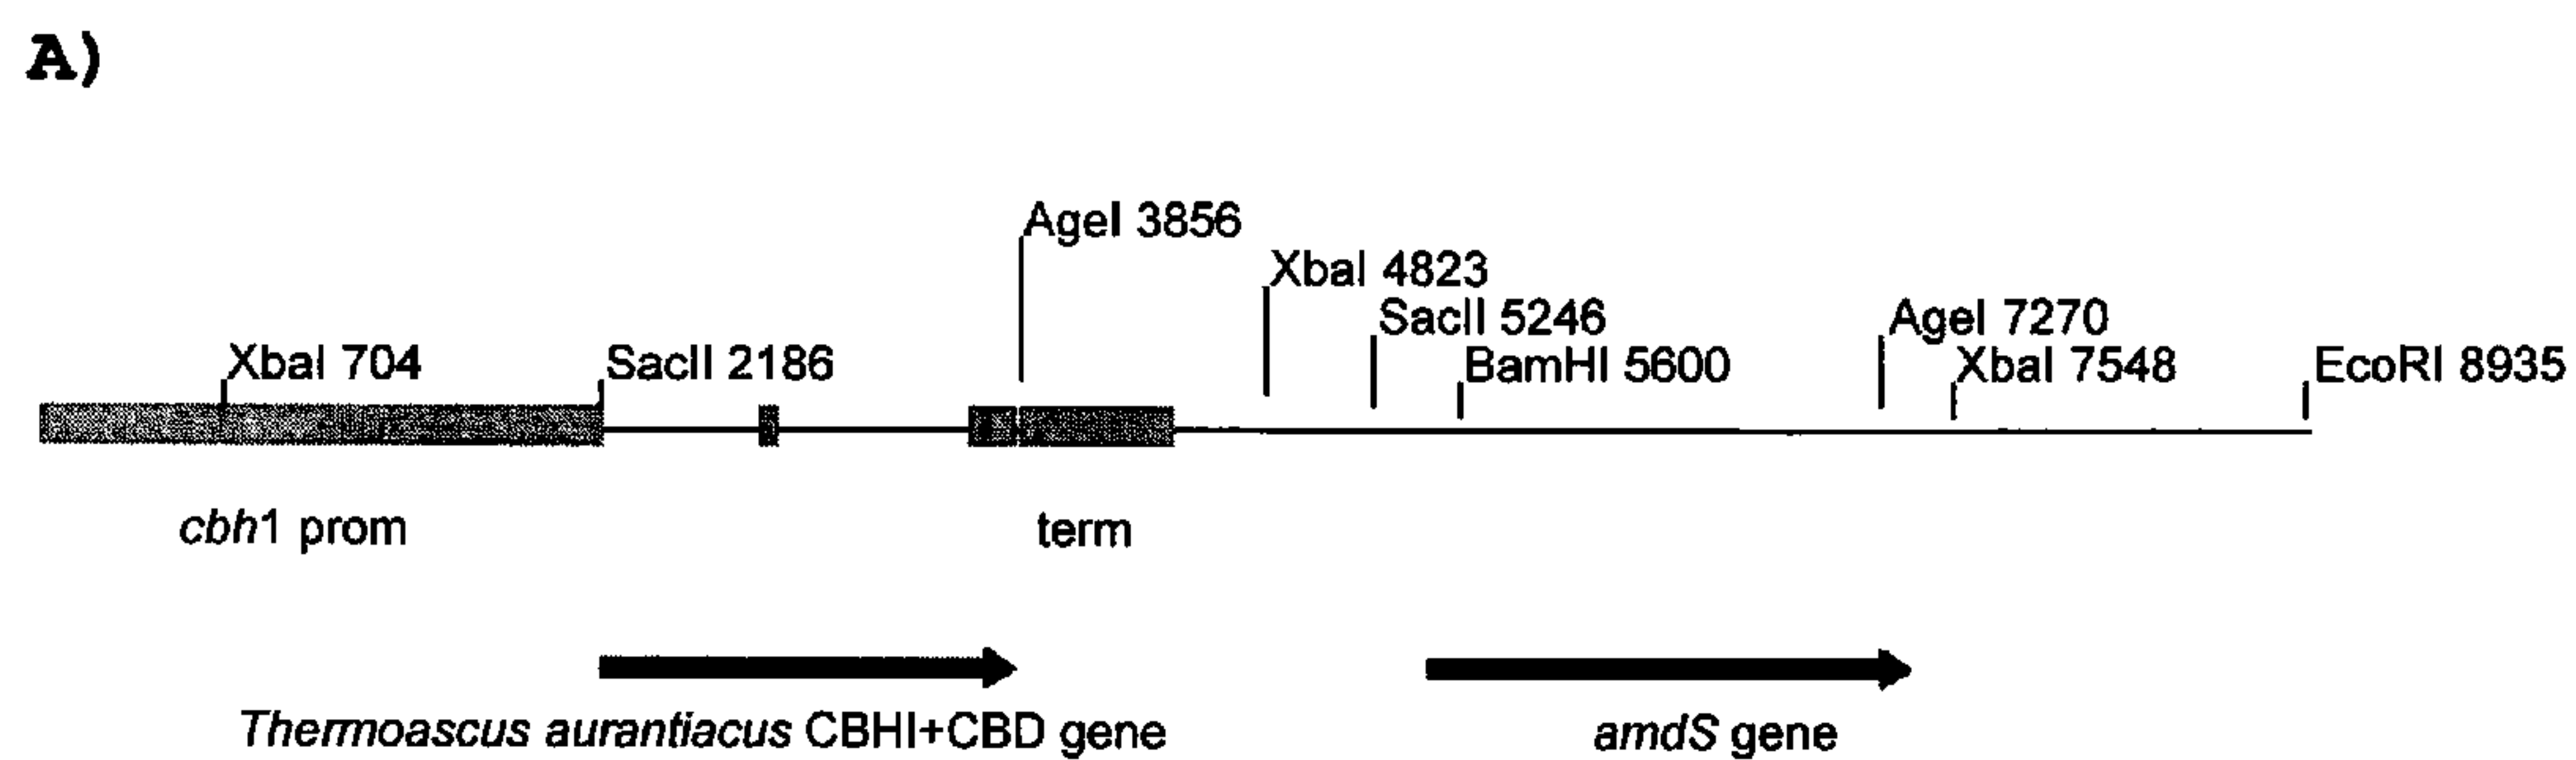 A)
AgeI 3856
XbaI 4823
SacII 5246
AgeI 7270
XbaI 704
SacII 2186
BamHI 5600
XbaI 7548
EcoRI 8935
cbh1 prom
term
Thermoascus aurantiacus CBHI+CBD gene
amdS gene